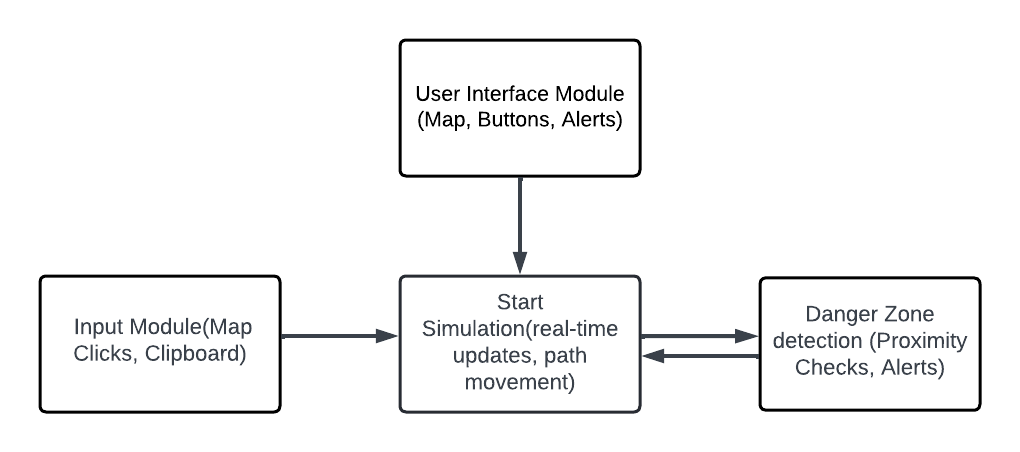 User Interface Module
(Map, Buttons, Alerts)
Input Module(Map
Clicks, Clipboard)
Start
Simulation(real-time
updates, path
movement)
Danger Zone
detection (Proximity
Checks, Alerts)